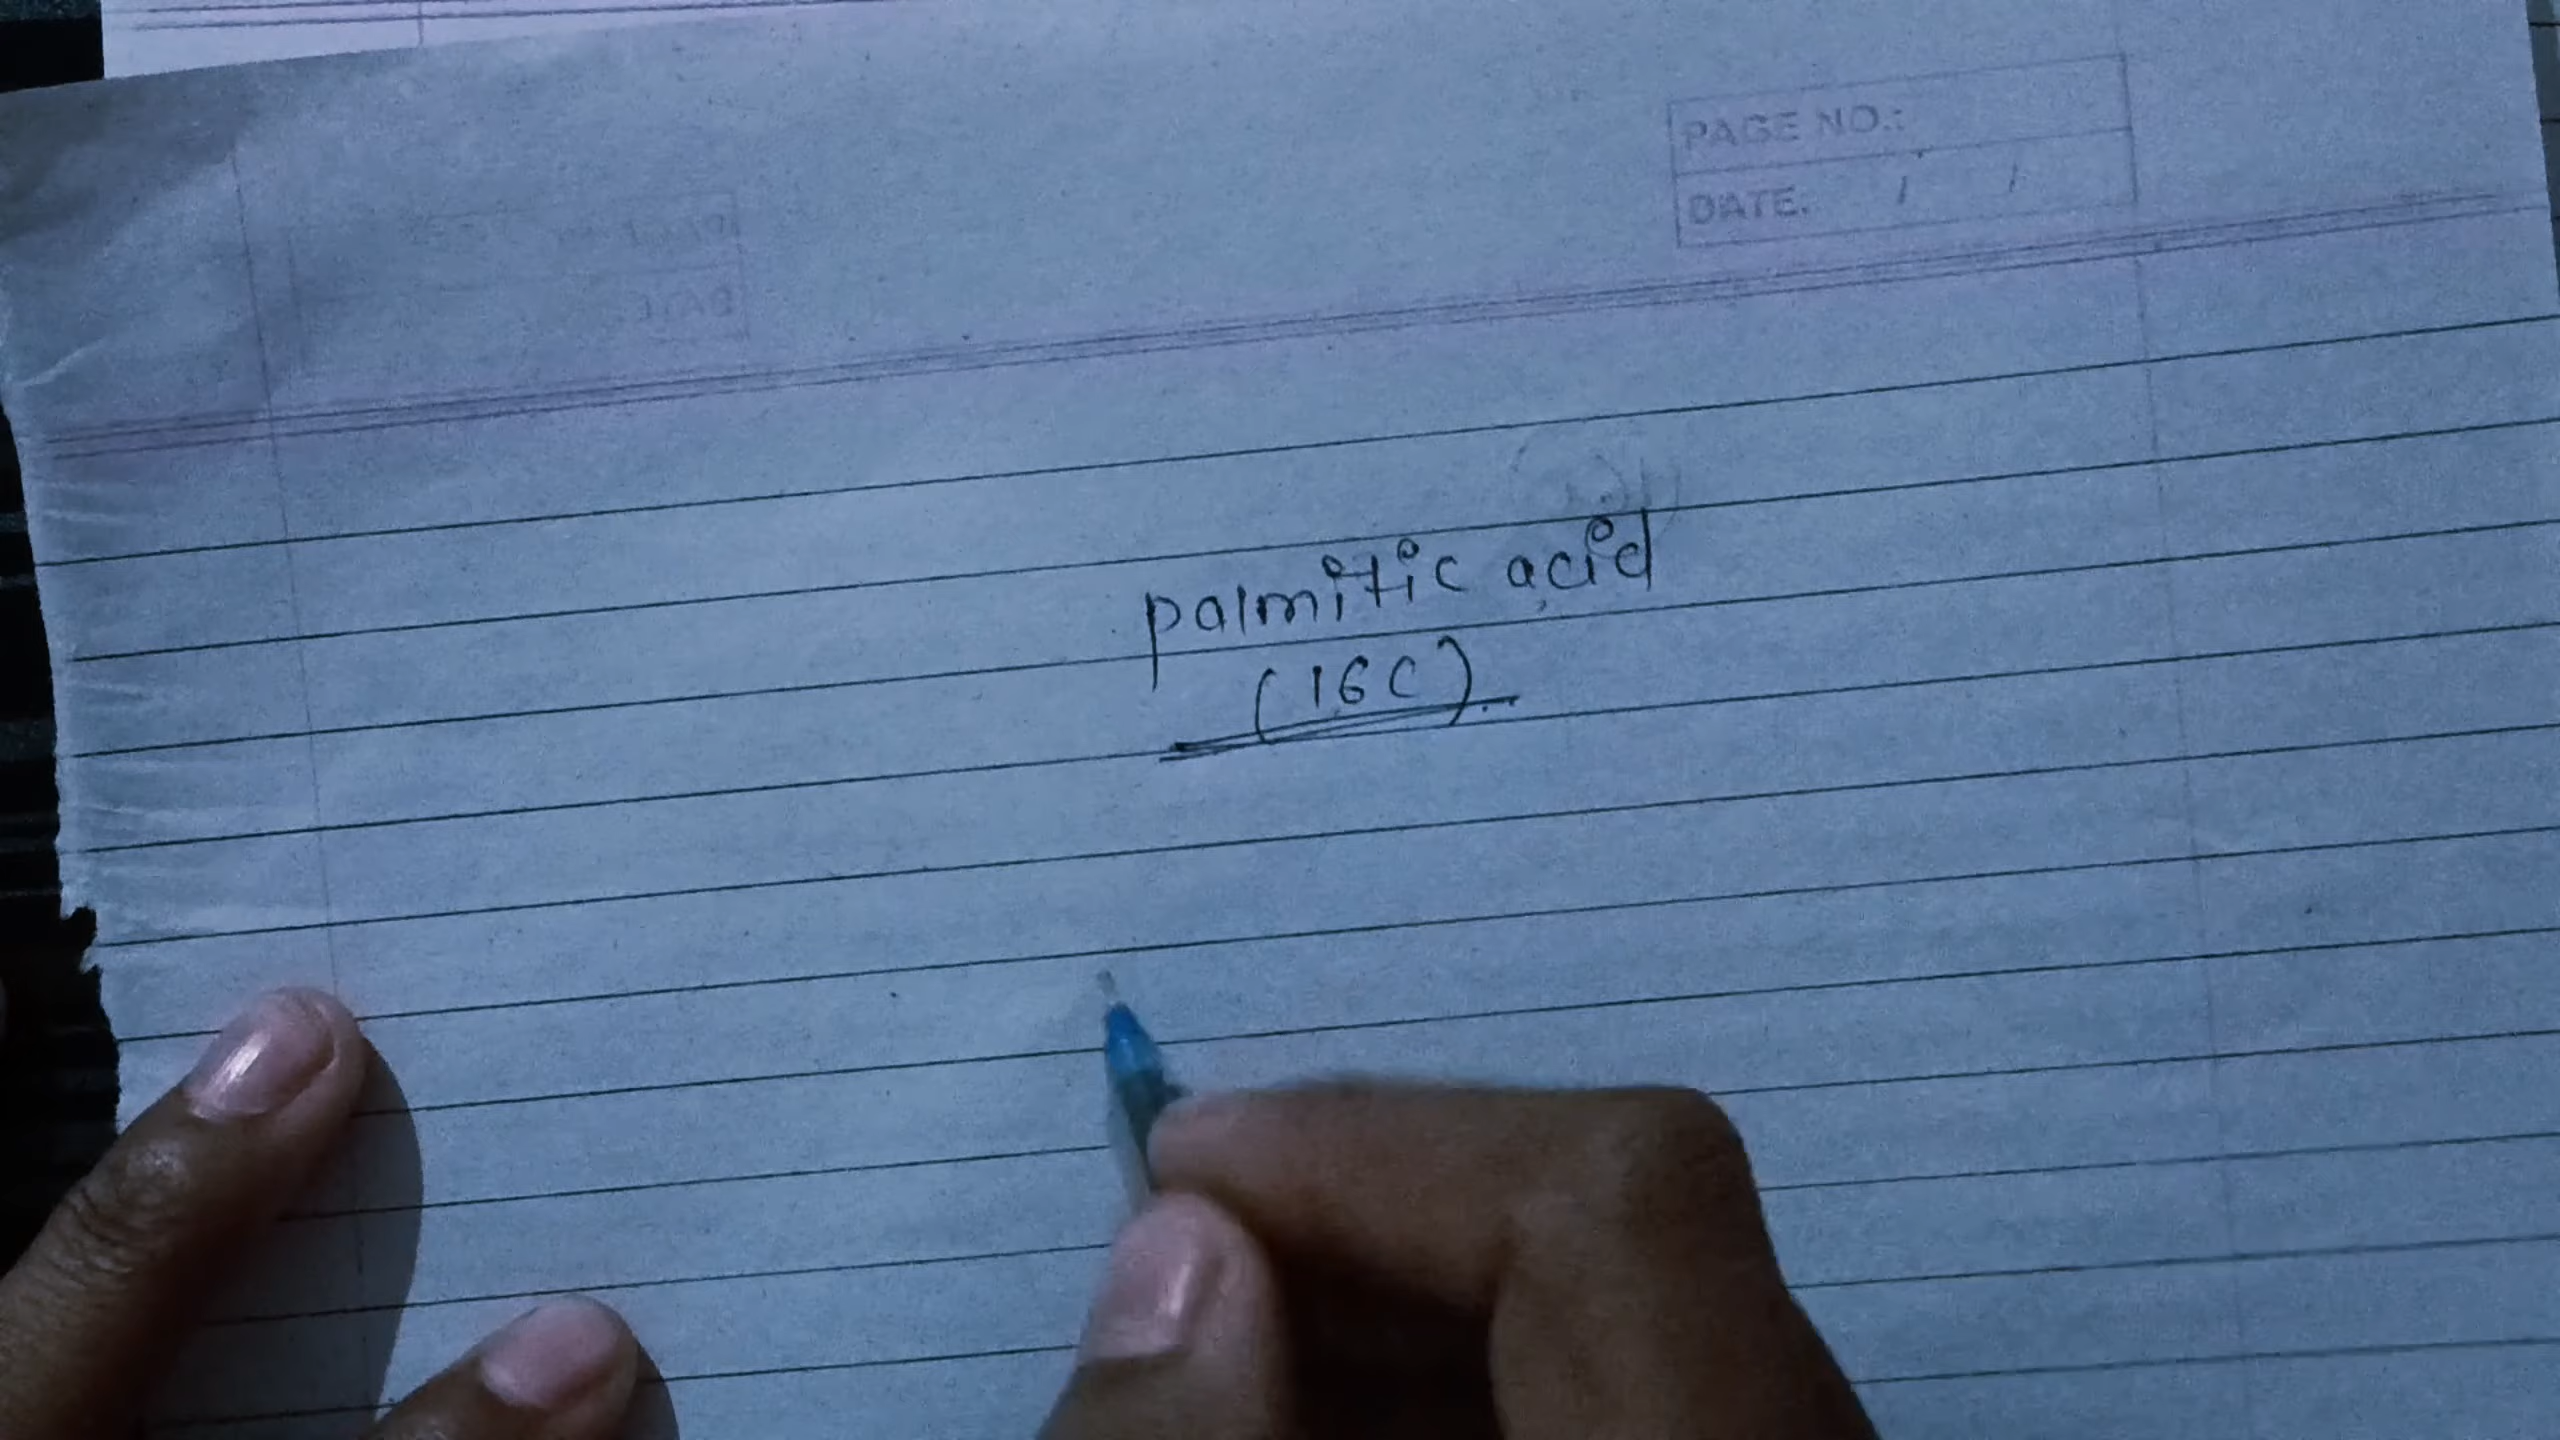 PAGE NO.:
DATE: / /
palmitic acid
(16C)